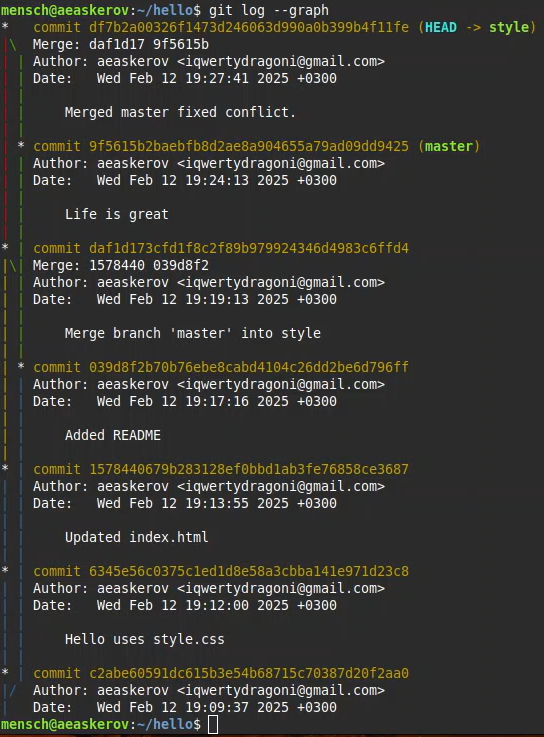 mensch@aeaskerov:~/hello$ git log --graph
*   commit df7b2a00326f1473d246063d990a0b399b4f11fe (HEAD -> style)
|\  Merge: daf1d17 9f5615b
| | Author: aeaskerov <iqwertydragoni@gmail.com>
| | Date:   Wed Feb 12 19:27:41 2025 +0300
| |
| |     Merged master fixed conflict.
| |
| * commit 9f5615b2baebfb8d2ae8a904655a79ad09dd9425 (master)
| | Author: aeaskerov <iqwertydragoni@gmail.com>
| | Date:   Wed Feb 12 19:24:13 2025 +0300
| |
| |     Life is great
| |
* | commit daf1d173cfd1f8c2f89b979924346d4983c6ffd4
|\| Merge: 1578440 039d8f2
| | Author: aeaskerov <iqwertydragoni@gmail.com>
| | Date:   Wed Feb 12 19:19:13 2025 +0300
| |
| |     Merge branch 'master' into style
| |
| * commit 039d8f2b70b76ebe8cabd4104c26dd2be6d796ff
| | Author: aeaskerov <iqwertydragoni@gmail.com>
| | Date:   Wed Feb 12 19:17:16 2025 +0300
| |
| |     Added README
| |
* | commit 1578440679b283128ef0bbd1ab3fe76858ce3687
| | Author: aeaskerov <iqwertydragoni@gmail.com>
| | Date:   Wed Feb 12 19:13:55 2025 +0300
| |
| |     Updated index.html
| |
* | commit 6345e56c0375c1ed1d8e58a3cbba141e971d23c8
| | Author: aeaskerov <iqwertydragoni@gmail.com>
| | Date:   Wed Feb 12 19:12:00 2025 +0300
| |
| |     Hello uses style.css
| |
* | commit c2abe60591dc615b3e54b68715c70387d20f2aa0
|/  Author: aeaskerov <iqwertydragoni@gmail.com>
|   Date:   Wed Feb 12 19:09:37 2025 +0300
mensch@aeaskerov:~/hello$